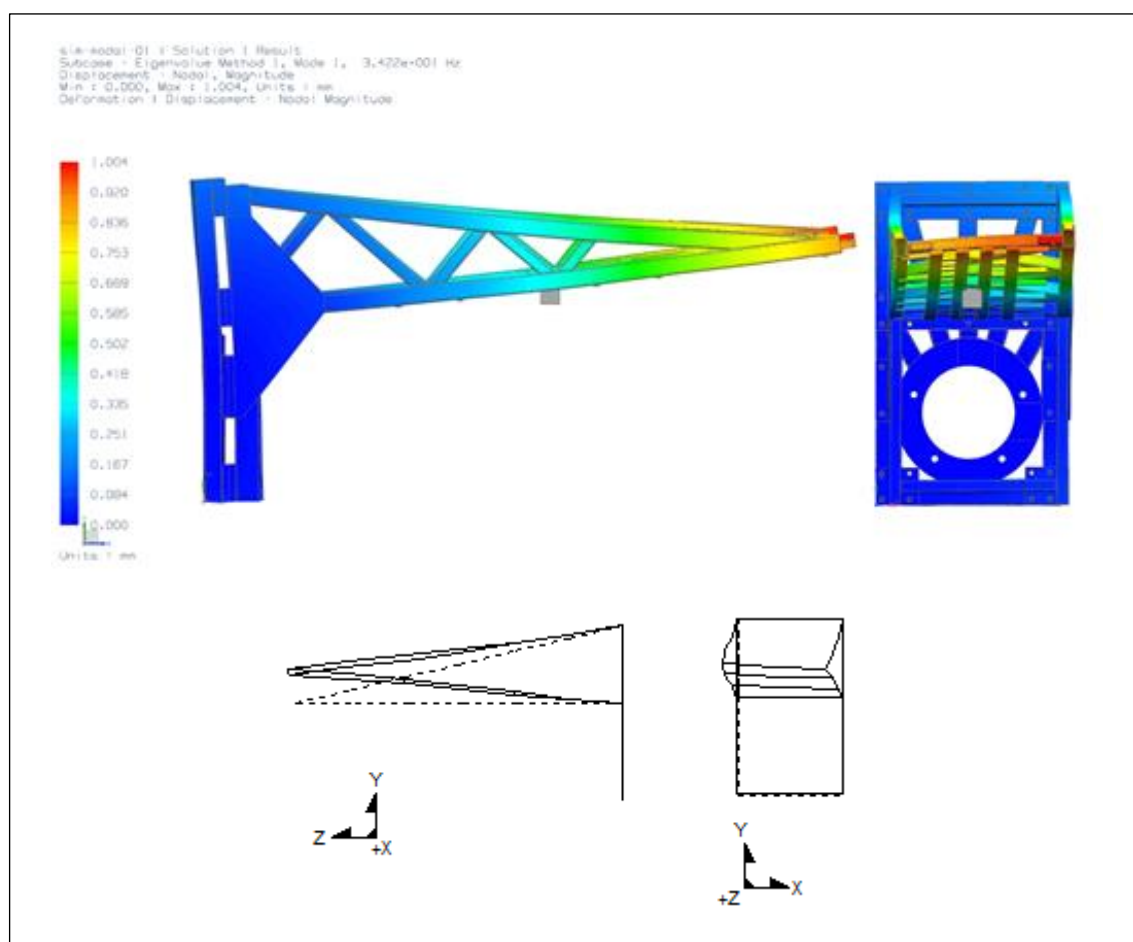 sim-modal-01 : Solution 1 Result
Subcase - Eigenvalue Method 1, Mode 1, 3.422e+001 Hz
Displacement - Nodal, Magnitude
Min : 0.000, Max : 1.004, Units : mm
Deformation : Displacement - Nodal Magnitude
1.004
0.920
0.836
0.753
0.669
0.585
0.502
0.418
0.335
0.251
0.167
0.084
0.000
Units : mm
Y
Z
+X
Y
+Z
X